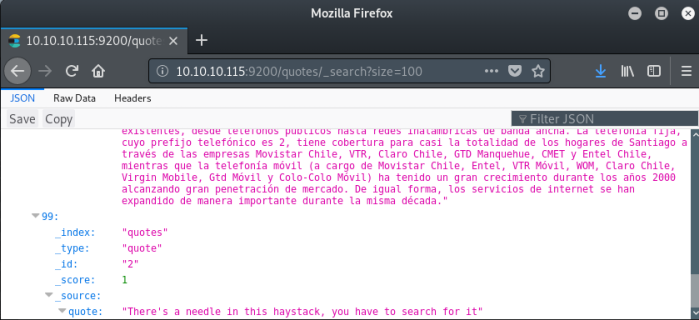 Mozilla Firefox
10.10.10.115:9200/quote
10.10.10.115:9200/quotes/_search?size=100
JSON Raw Data Headers
Save Copy Filter JSON
existentes, desde teléfonos públicos hasta redes inalámbricas de banda ancha. La telefonía fija,
cuyo prefijo telefónico es 2, tiene cobertura para casi la totalidad de los hogares de Santiago a
través de las empresas Movistar Chile, VTR, Claro Chile, GTD Manquehue, CMET y Entel Chile,
mientras que la telefonía móvil (a cargo de Movistar Chile, Entel, VTR Móvil, WOM, Claro Chile,
Virgin Mobile, Gtd Móvil y Colo-Colo Móvil) ha tenido un gran crecimiento durante los años 2000
alcanzando gran penetración de mercado. De igual forma, los servicios de internet se han
expandido de manera importante durante la misma década."
99:
_index: "quotes"
_type: "quote"
_id: "2"
_score: 1
_source:
quote: "There's a needle in this haystack, you have to search for it"